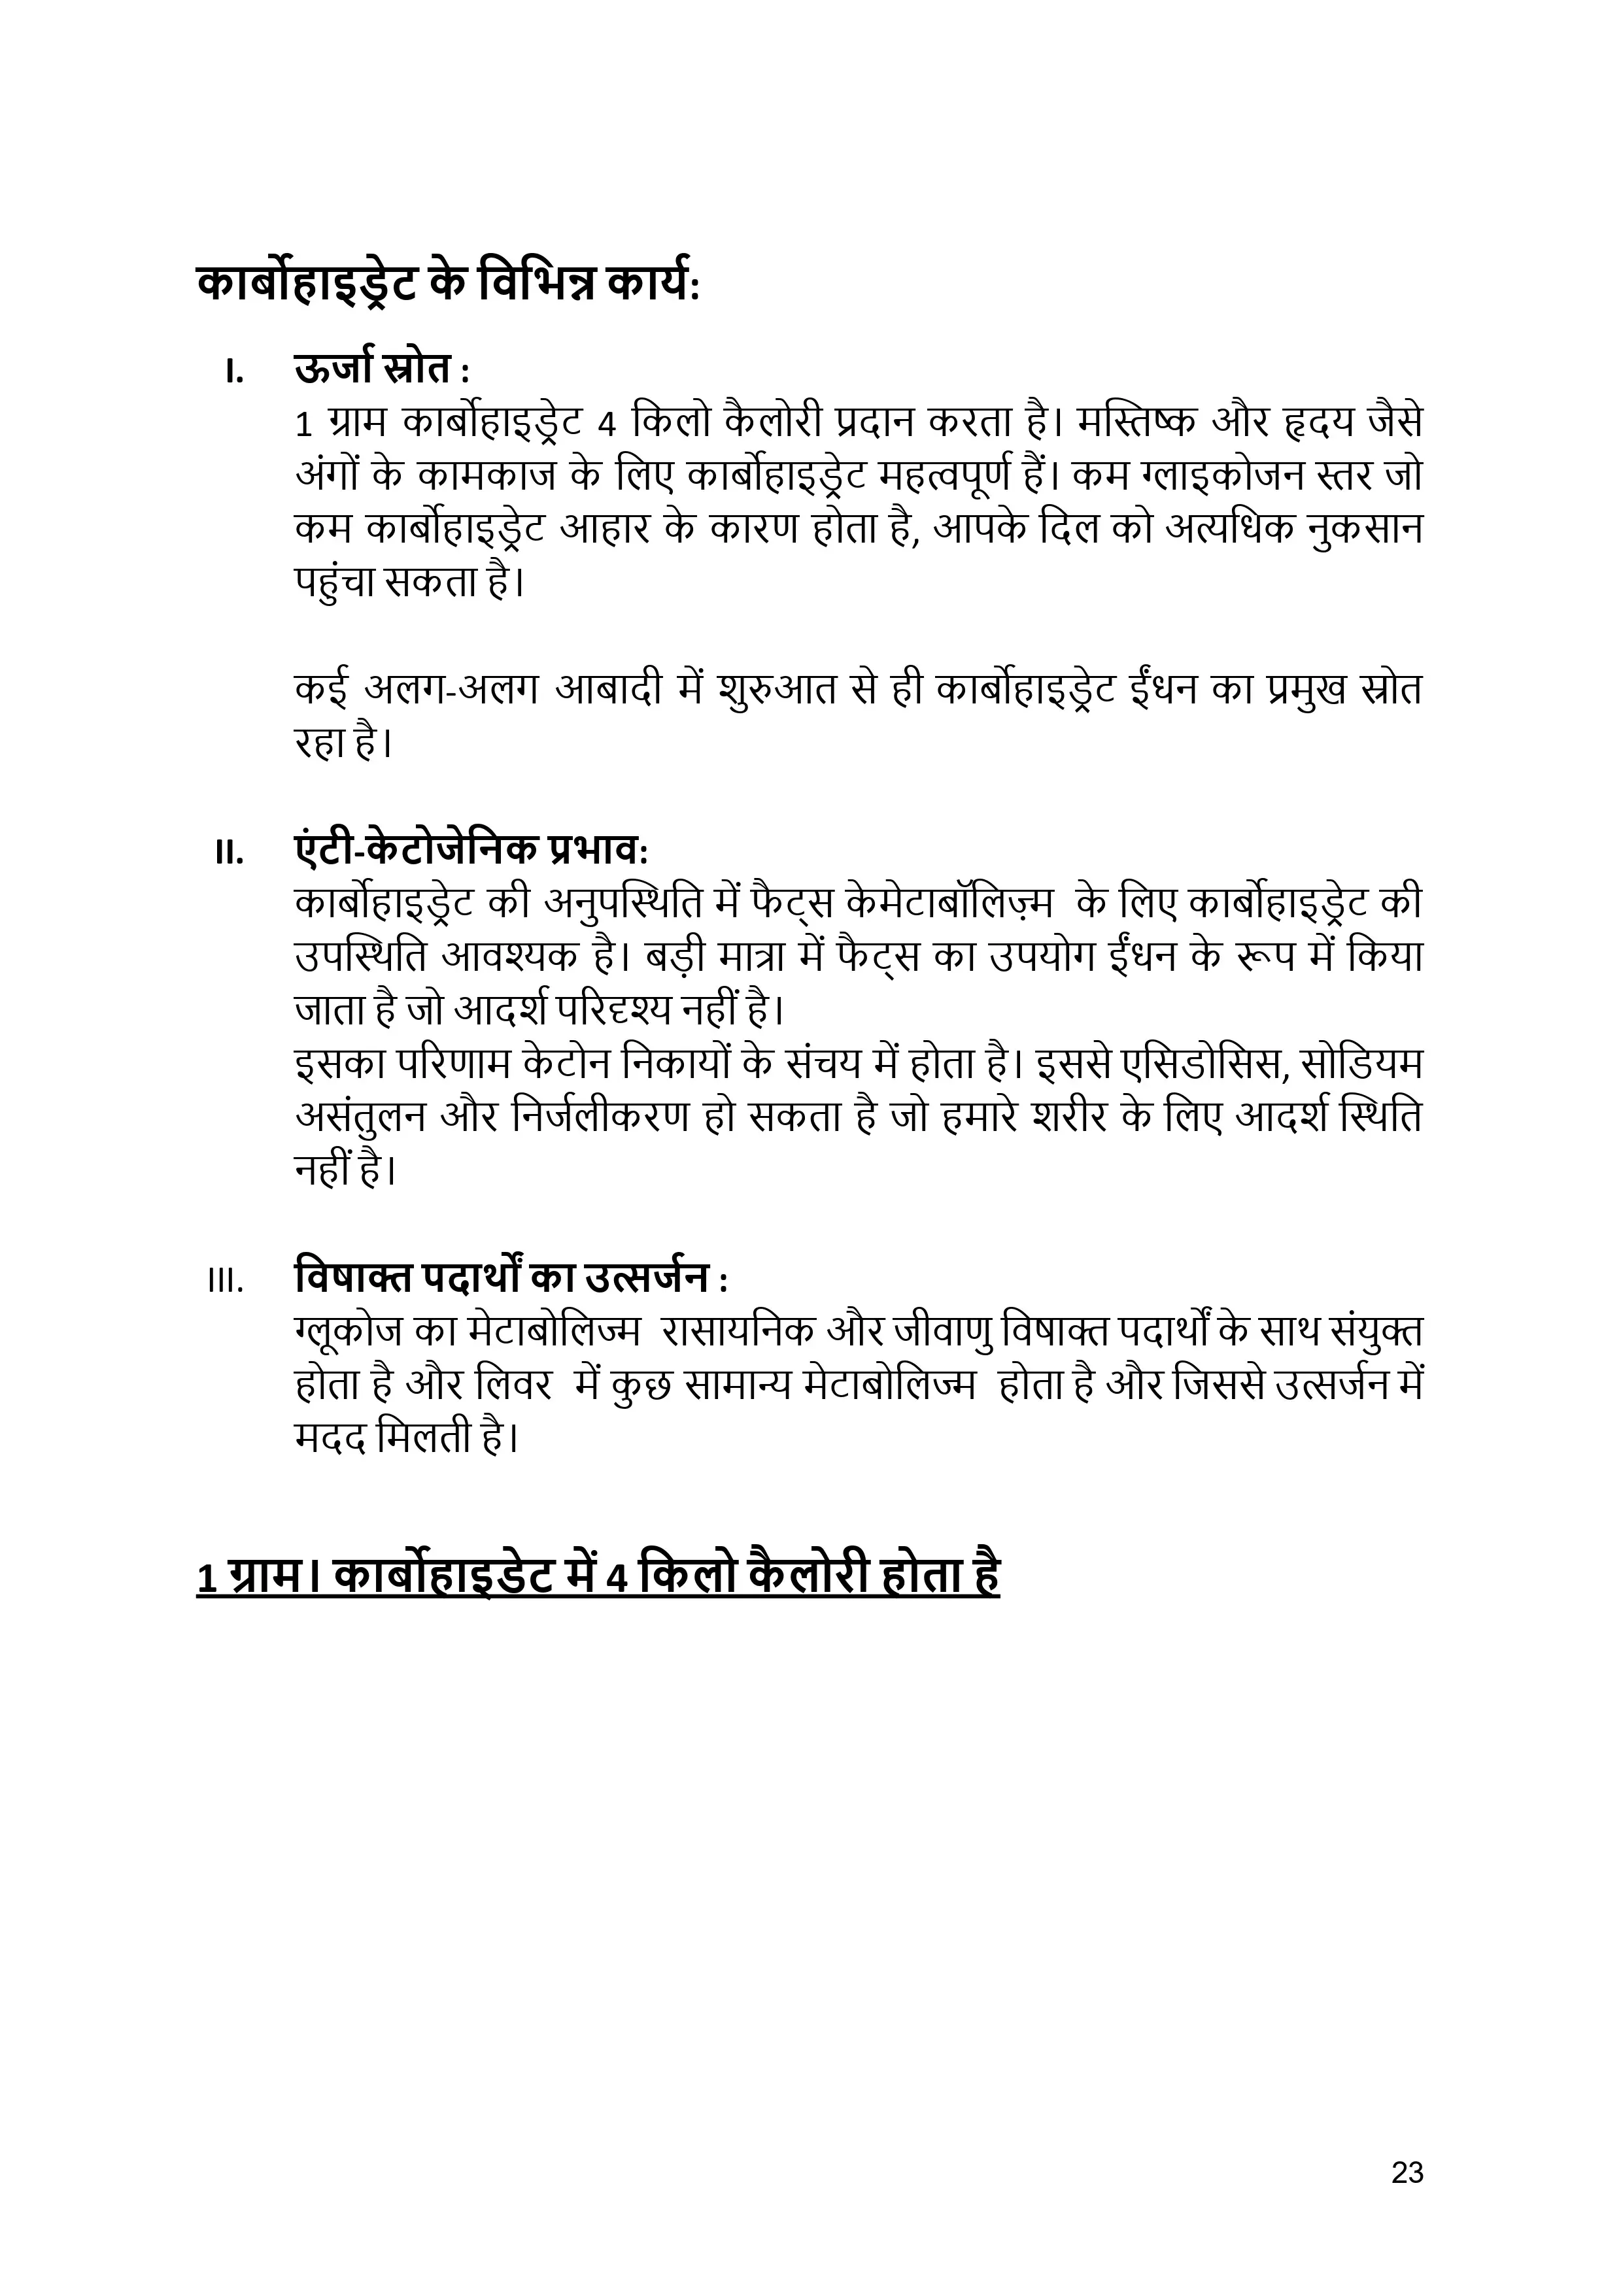 कार्बोहाइड्रेट के विभिन्न कार्य:
I. ऊर्जा स्रोत :
1 ग्राम कार्बोहाइड्रेट 4 किलो कैलोरी प्रदान करता है। मस्तिष्क और हृदय जैसे
अंगों के कामकाज के लिए कार्बोहाइड्रेट महत्वपूर्ण हैं। कम ग्लाइकोजन स्तर जो
कम कार्बोहाइड्रेट आहार के कारण होता है, आपके दिल को अत्यधिक नुकसान
पहुंचा सकता है।
कई अलग-अलग आबादी में शुरुआत से ही कार्बोहाइड्रेट ईंधन का प्रमुख स्रोत
रहा है।
II. एंटी-केटोजेनिक प्रभाव:
कार्बोहाइड्रेट की अनुपस्थिति में फैट्स केमेटाबॉलिज़्म के लिए कार्बोहाइड्रेट की
उपस्थिति आवश्यक है। बड़ी मात्रा में फैट्स का उपयोग ईंधन के रूप में किया
जाता है जो आदर्श परिदृश्य नहीं है।
इसका परिणाम केटोन निकायों के संचय में होता है। इससे एसिडोसिस, सोडियम
असंतुलन और निर्जलीकरण हो सकता है जो हमारे शरीर के लिए आदर्श स्थिति
नहीं है।
III. विषाक्त पदार्थों का उत्सर्जन :
ग्लूकोज का मेटाबोलिज्म रासायनिक और जीवाणु विषाक्त पदार्थों के साथ संयुक्त
होता है और लिवर में कुछ सामान्य मेटाबोलिज्म होता है और जिससे उत्सर्जन में
मदद मिलती है।
1 ग्राम। कार्बोहाइडेट में 4 किलो कैलोरी होता है
23